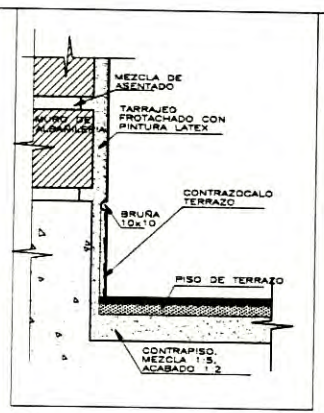 MEZCLA DE
ASENTADO
MURO DE
ALBAÑILERIA
TARRAJEO
FROTACHADO CON
PINTURA LATEX
CONTRAZOCALO
TERRAZO
BRUÑA
10x10
PISO DE TERRAZO
CONTRAPISO.
MEZCLA 1:5.
ACABADO 1:2